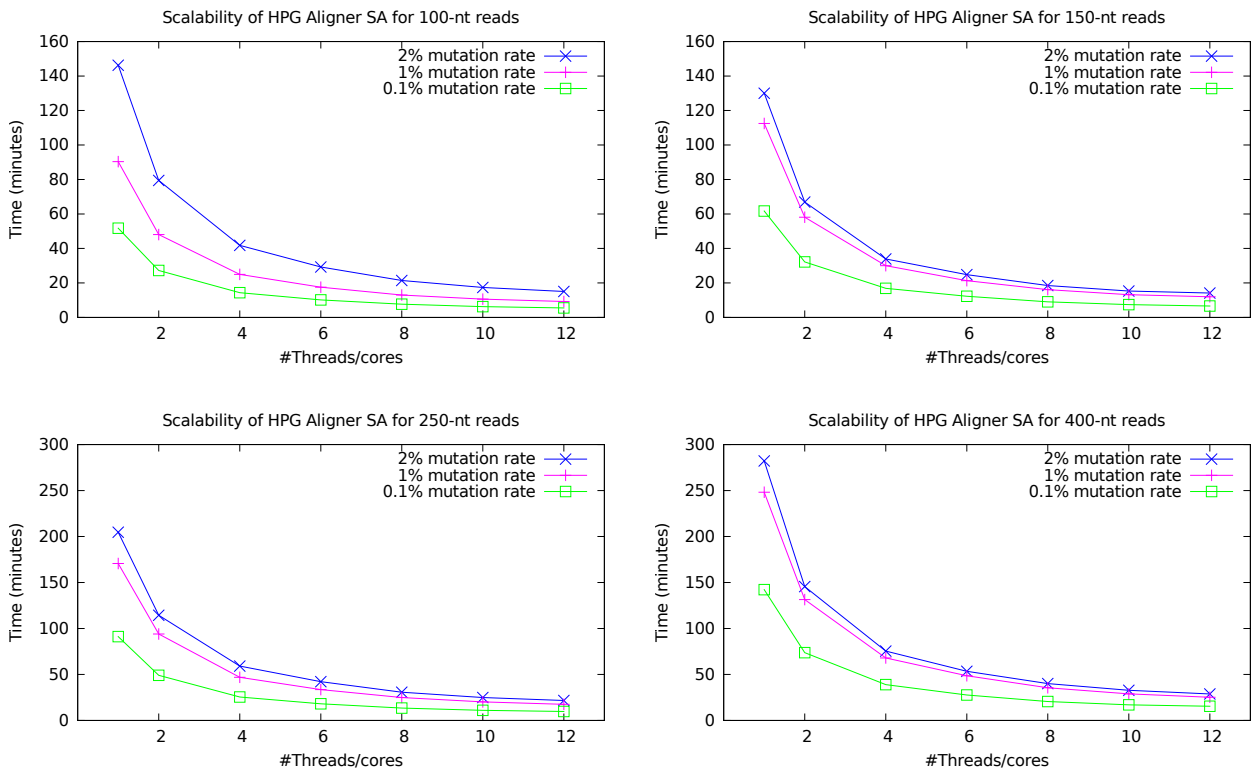 Scalability of HPG Aligner SA for 100-nt reads
160
140
120
100
80
60
40
20
0
Time (minutes)
2% mutation rate
1% mutation rate
0.1% mutation rate
2 4 6 8 10 12
#Threads/cores
Scalability of HPG Aligner SA for 150-nt reads
160
140
120
100
80
60
40
20
0
Time (minutes)
2% mutation rate
1% mutation rate
0.1% mutation rate
2 4 6 8 10 12
#Threads/cores
Scalability of HPG Aligner SA for 250-nt reads
300
250
200
150
100
50
0
Time (minutes)
2% mutation rate
1% mutation rate
0.1% mutation rate
2 4 6 8 10 12
#Threads/cores
Scalability of HPG Aligner SA for 400-nt reads
300
250
200
150
100
50
0
Time (minutes)
2% mutation rate
1% mutation rate
0.1% mutation rate
2 4 6 8 10 12
#Threads/cores